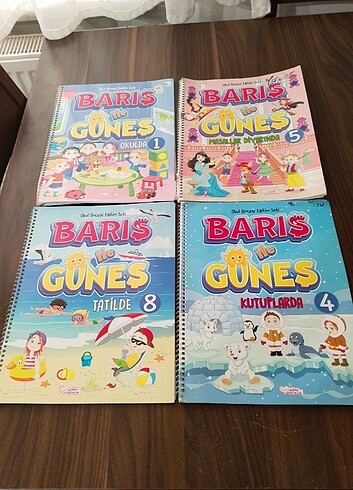 Okul Öncesi Eğitim Seti
BARIŞ
ile
GÜNEŞ
OKULDA 1
Okul Öncesi Eğitim Seti
BARIŞ
ile
GÜNEŞ
MASALLAR DİYARINDA 5
Okul Öncesi Eğitim Seti
BARIŞ
ile
GÜNEŞ
TATİLDE 8
Okul Öncesi Eğitim Seti
BARIŞ
ile
GÜNEŞ
KUTUPLARDA 4